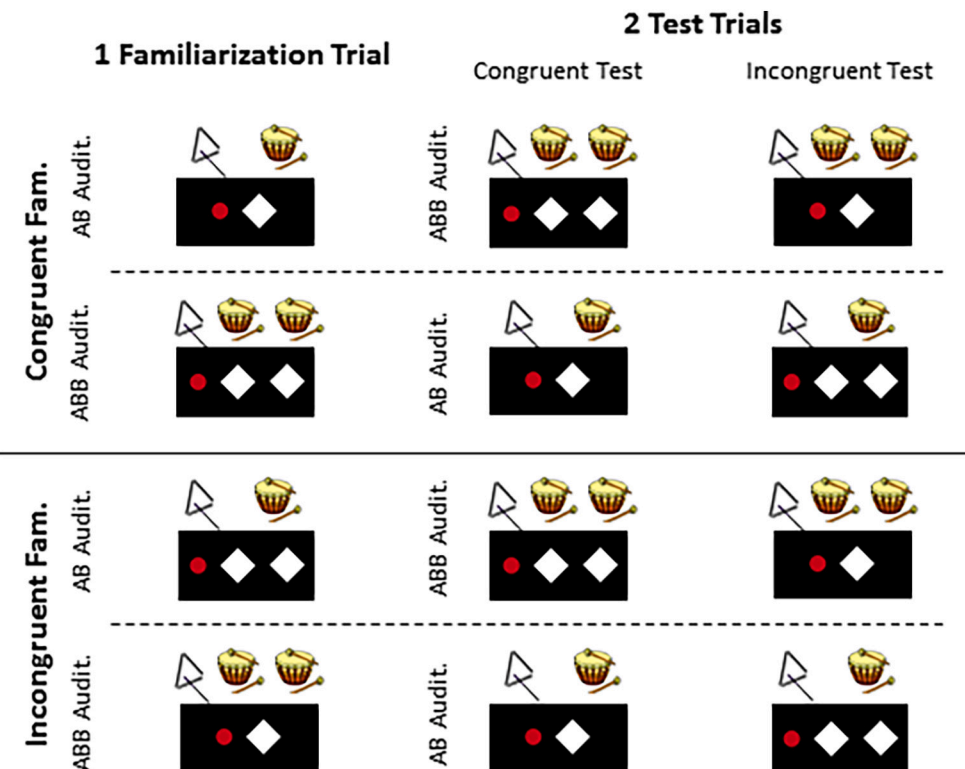 2 Test Trials
1 Familiarization Trial
Congruent Test
Incongruent Test
Congruent Fam.
AB Audit.
ABB Audit.
ABB Audit.
AB Audit.
Incongruent Fam.
AB Audit.
ABB Audit.
ABB Audit.
AB Audit.